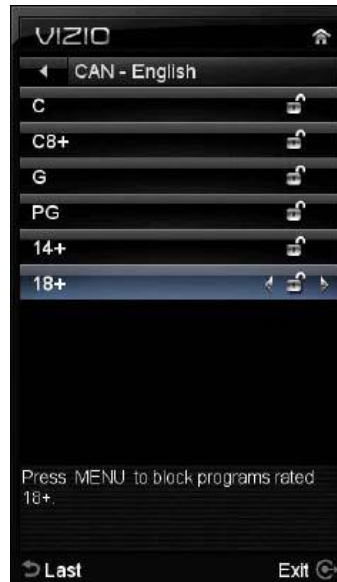 VIZIO
CAN - English
C
C8+
G
PG
14+
18+
Press MENU to block programs rated
18+.
Last Exit